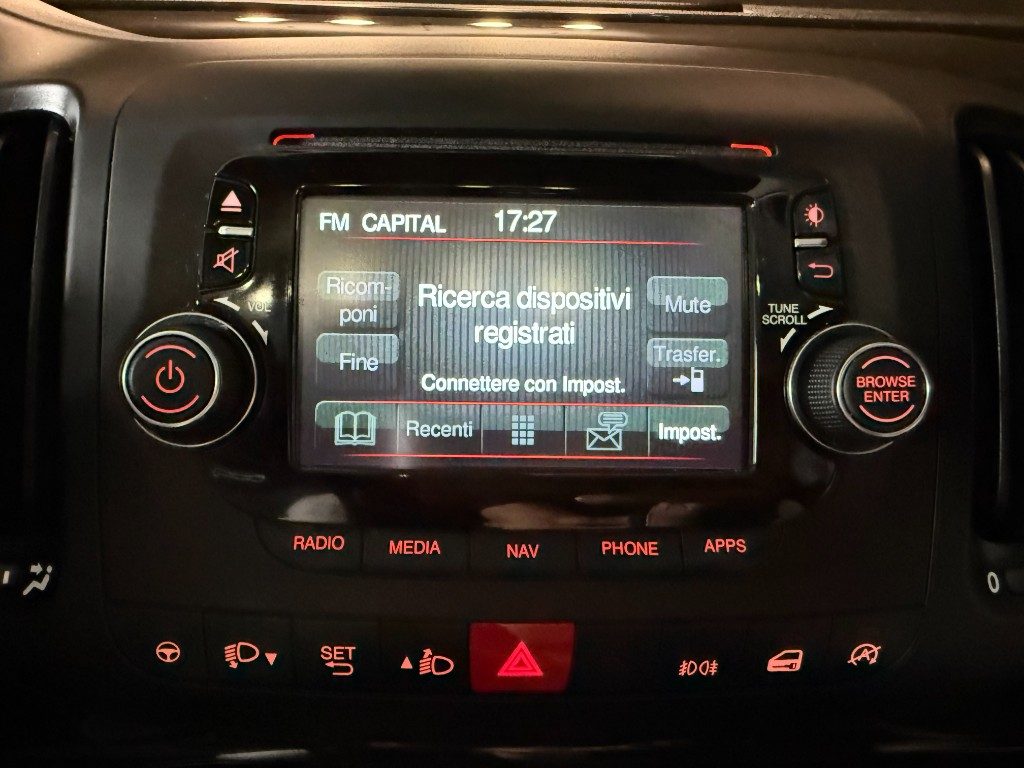 FM CAPITAL 17:27
VOL
TUNE
SCROLL
Ricom-
poni
Ricerca dispositivi
registrati
Mute
Fine
Connettere con Impost.
Trasfer.
Recenti
Impost.
BROWSE
ENTER
RADIO
MEDIA
NAV
PHONE
APPS
SET
0